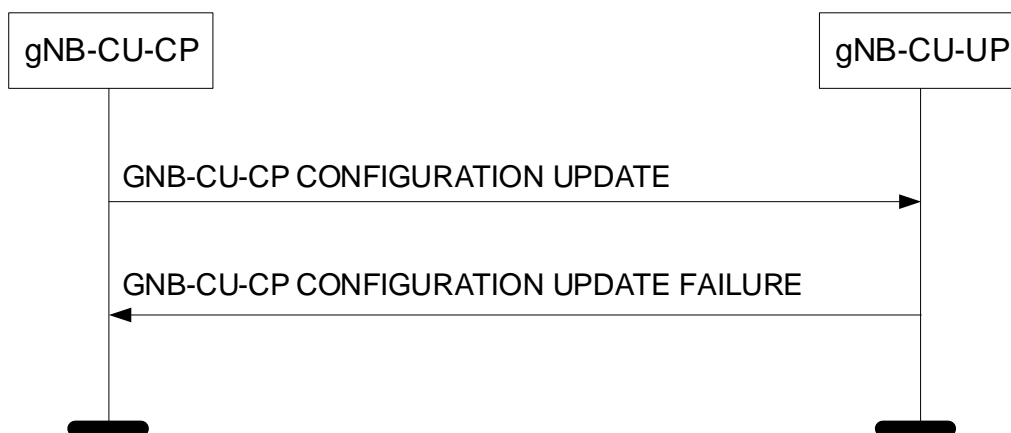 gNB-CU-CP
gNB-CU-UP
GNB-CU-CP CONFIGURATION UPDATE
GNB-CU-CP CONFIGURATION UPDATE FAILURE